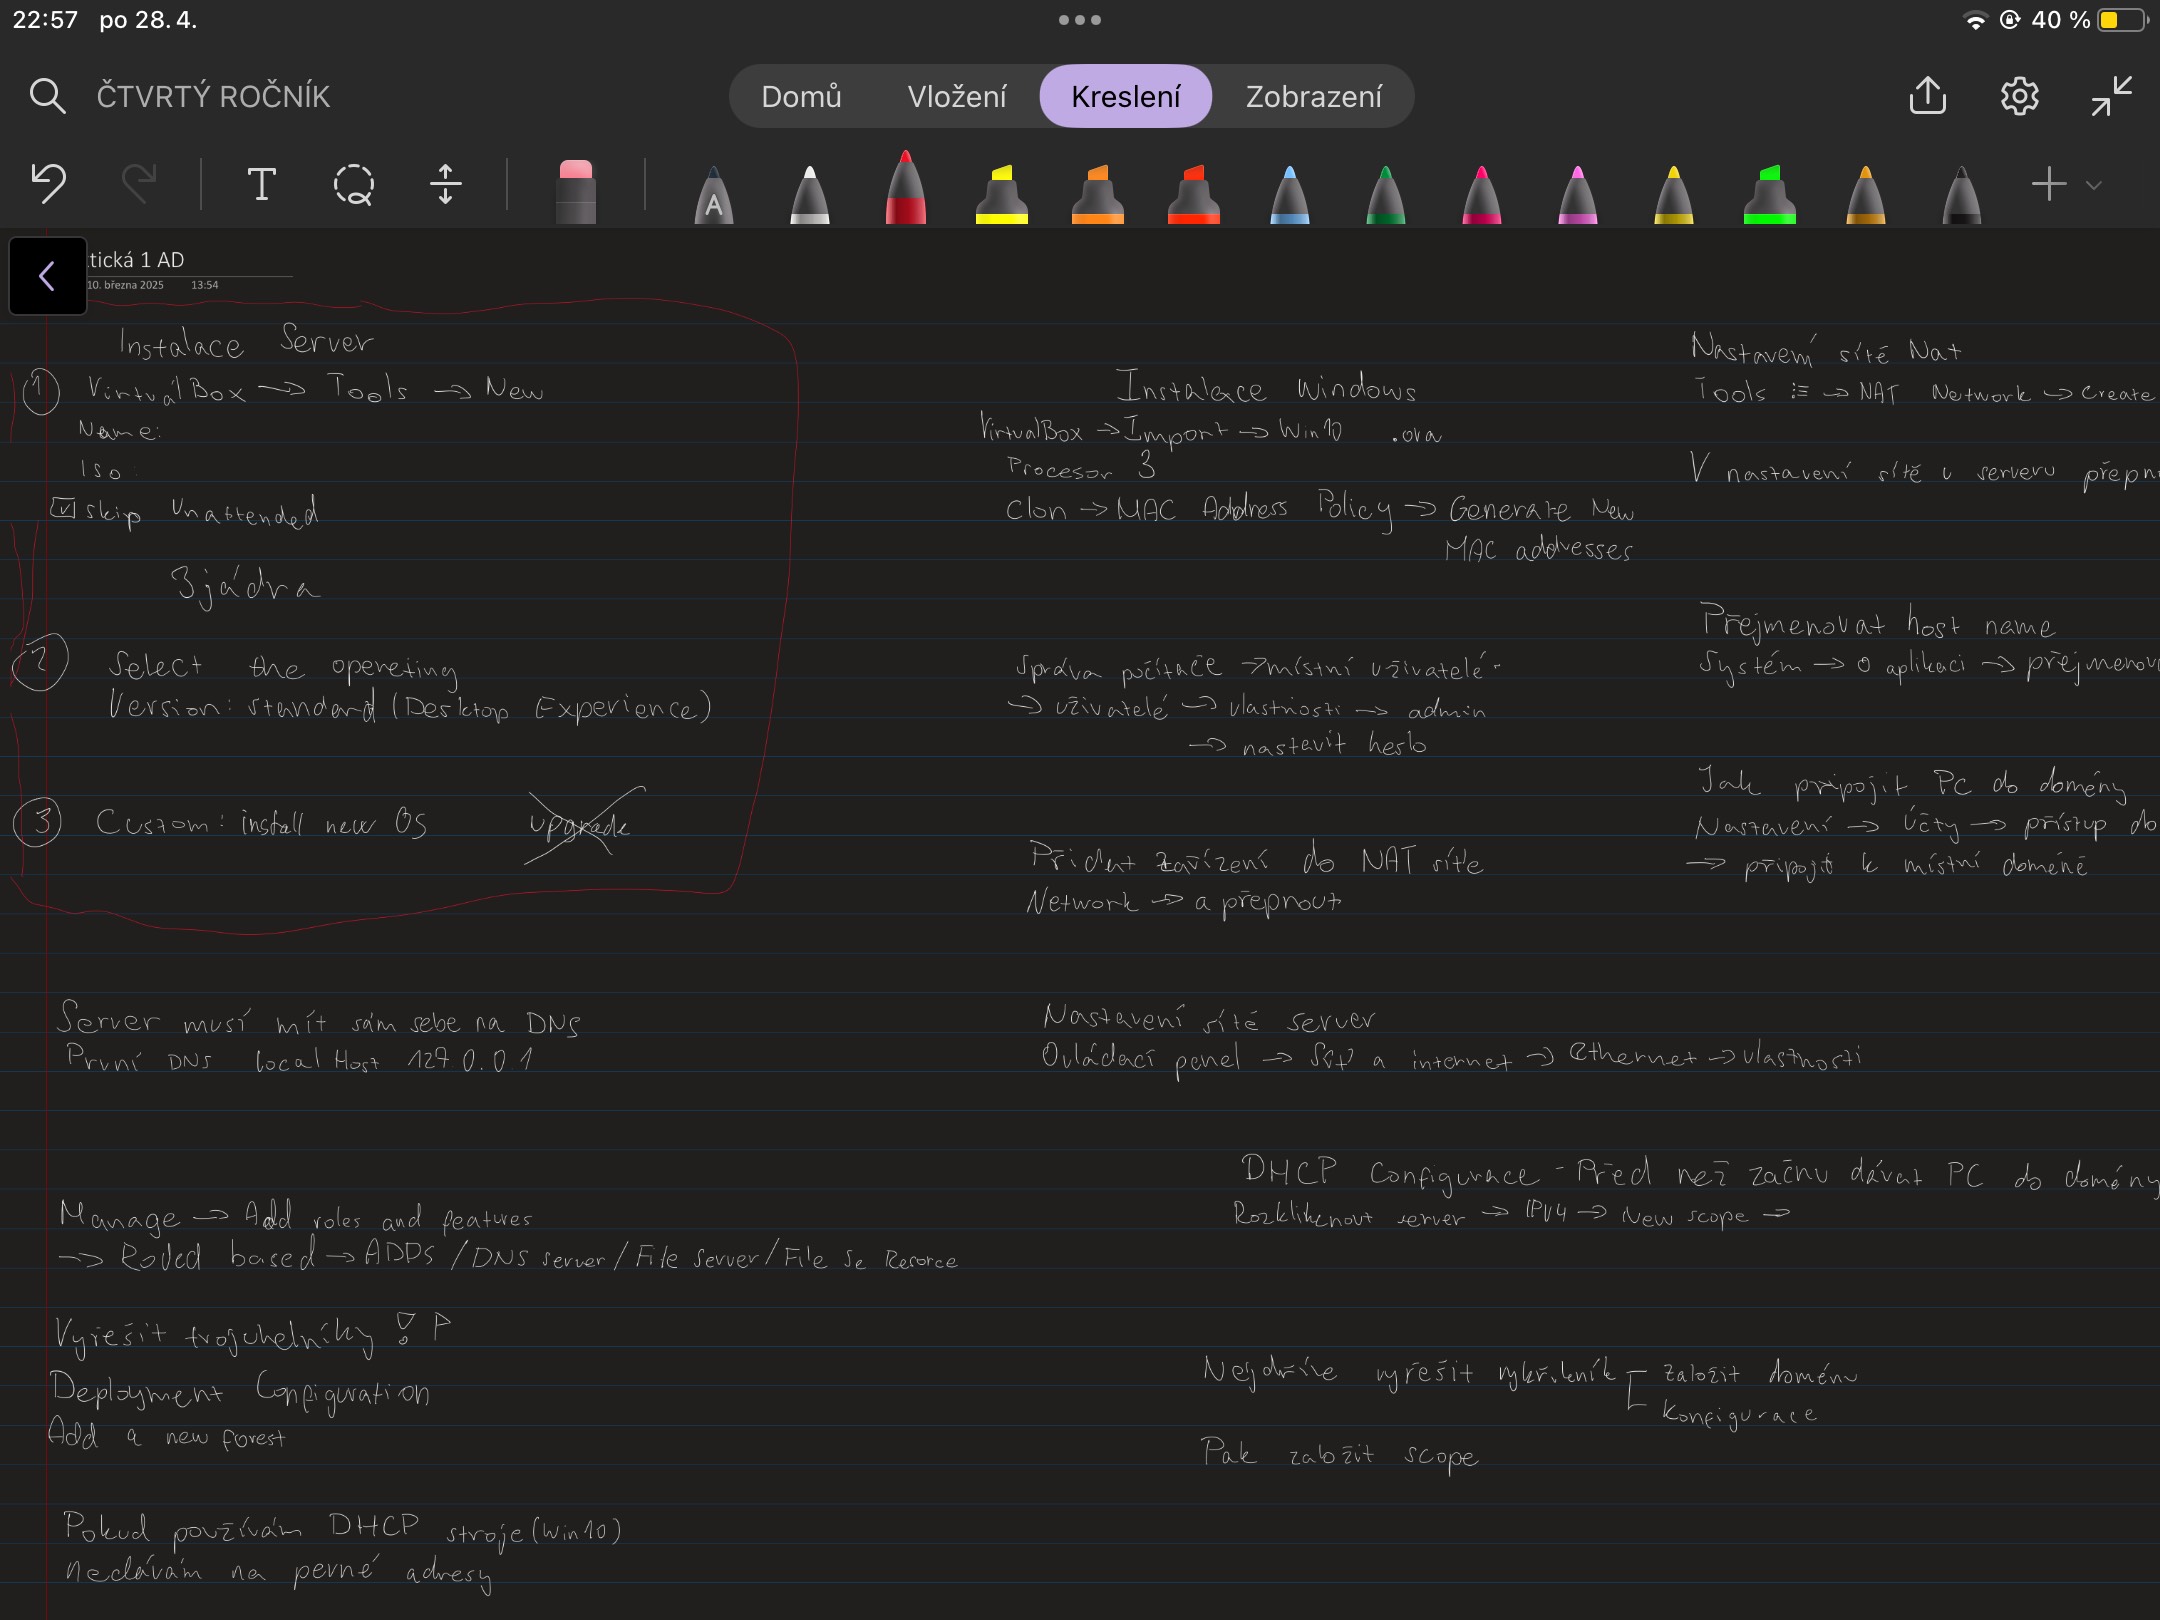 22:57 po 28. 4.
40 %
ČTVRTÝ ROČNÍK
Domů
Vložení
Kreslení
Zobrazení
T
A
tická 1 AD
10. března 2025 13:54
Instalace Server
① VirtuálBox → Tools → New
Name:
Iso:
☑ skip Unattended
3 jádra
② Select the opereting
Version: standard (Desktop Experience)
③ Custom: install new OS upgrade
Server musí mít sám sebe na DNS
První DNS localHost 127.0.0.1
Manage → Add roles and features
→ Roled based → ADDS / DNS server / File server / File Se Resorce
Vyřešit trojuhelníky
Deployment Configuration
Add a new forest
Pokud používám DHCP stroje (Win10)
nedávám na pevné adresy
Instalace Windows
VirtualBox → Import → Win10 .ova
Procesor 3
Clon → MAC Address Policy → Generate New
MAC addresses
Správa počítače → místní uživatelé
→ uživatelé → vlastnosti → admin
→ nastavit heslo
Přidat zařízení do NAT sítě
Network → a přepnout
Nastavení sítě server
Ovládací panel → Síť a internet → Ethernet → vlastnosti
DHCP Configurace - Před než začnu dávat PC do domény
Rozkliknout server → IPV4 → New scope →
Nejdříve vyřešit vykřičník [ založit doménu
Konfigurace
Pak založit scope
Nastavení sítě Nat
Tools → NAT Network → Create
V nastavení sítě u serveru přepn
Přejmenovat host name
Systém → O aplikaci → přejmenov
Jak připojit PC do domény
Nastavení → Účty → přístup do
→ připojit k místní doméně